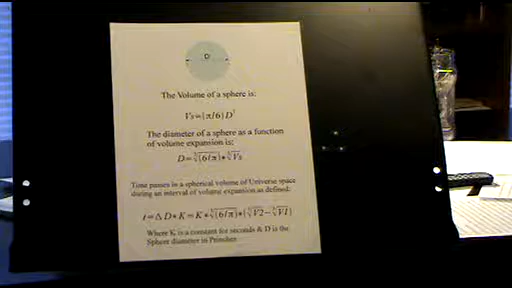 D
The Volume of a sphere is:
Vs=(π/6)D³
The diameter of a sphere as a function
of volume expansion is:
D=∛(6/π)*∛Vs
Time passes in a spherical volume of Universe space
during an interval of volume expansion as defined:
t=ΔD*K=K*∛(6/π)*(∛V2-∛V1)
Where K is a constant for seconds & D is the
Sphere diameter in